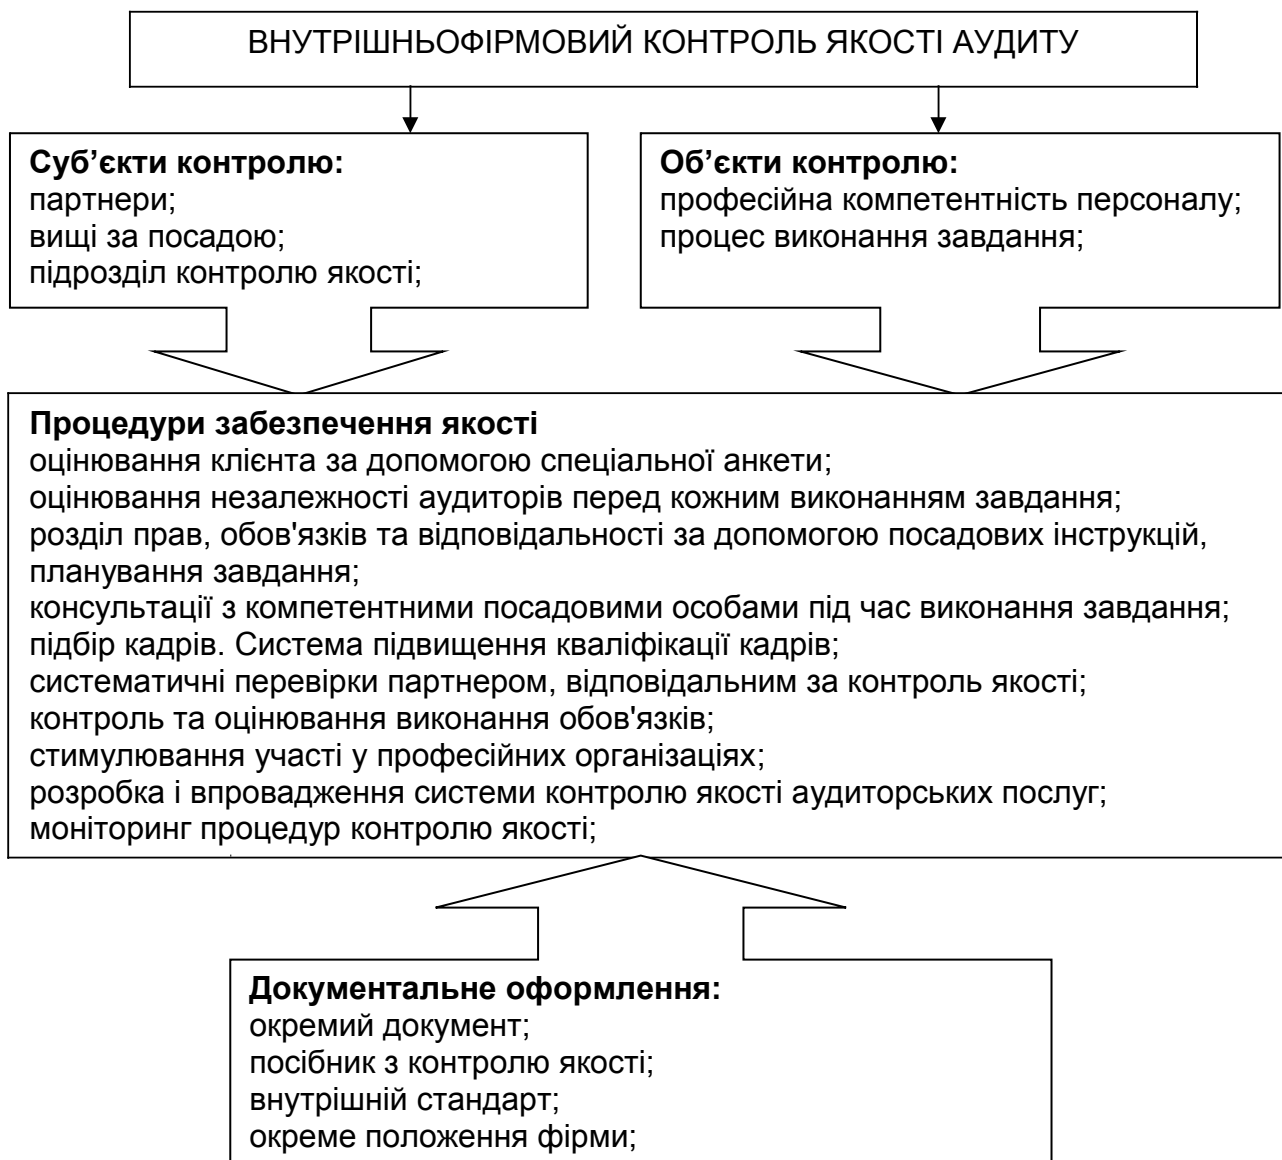 ВНУТРІШНЬОФІРМОВИЙ КОНТРОЛЬ ЯКОСТІ АУДИТУ
Суб’єкти контролю:
партнери;
вищі за посадою;
підрозділ контролю якості;
Об’єкти контролю:
професійна компетентність персоналу;
процес виконання завдання;
Процедури забезпечення якості
оцінювання клієнта за допомогою спеціальної анкети;
оцінювання незалежності аудиторів перед кожним виконанням завдання;
розділ прав, обов'язків та відповідальності за допомогою посадових інструкцій,
планування завдання;
консультації з компетентними посадовими особами під час виконання завдання;
підбір кадрів. Система підвищення кваліфікації кадрів;
систематичні перевірки партнером, відповідальним за контроль якості;
контроль та оцінювання виконання обов'язків;
стимулювання участі у професійних організаціях;
розробка і впровадження системи контролю якості аудиторських послуг;
моніторинг процедур контролю якості;
Документальне оформлення:
окремий документ;
посібник з контролю якості;
внутрішній стандарт;
окреме положення фірми;